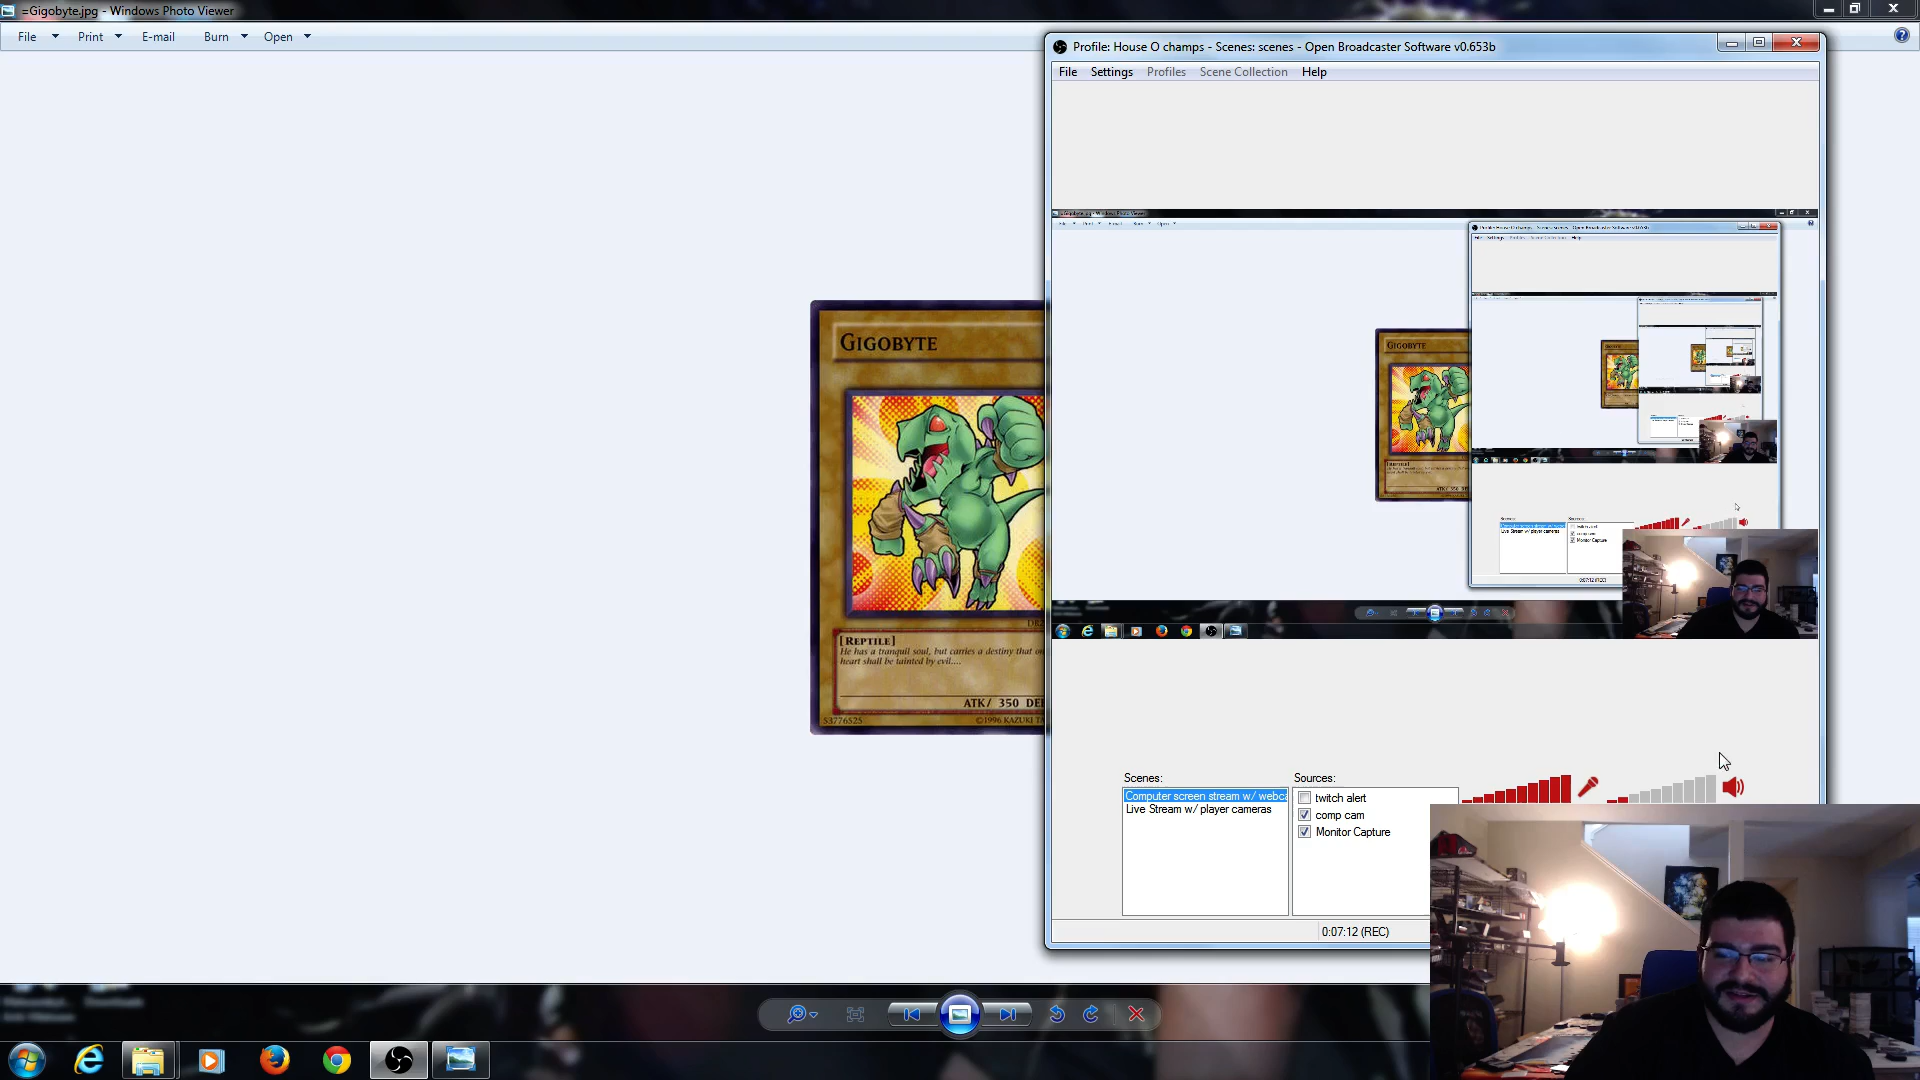 =Gigobyte.jpg - Windows Photo Viewer
File Print E-mail Burn Open
Profile: House O champs - Scenes: scenes - Open Broadcaster Software v0.653b
File Settings Profiles Scene Collection Help
GIGOBYTE
[REPTILE]
He has a tranquil soul, but carries a destiny that
heart shall be tainted by evil....
ATK/ 350
53776525
©1996 KAZUKI
GIGOBYTE
Scenes:
Computer screen stream w/
Live Stream w/ player cameras
Sources:
twitch alert
comp cam
Monitor Capture
0:07:12 (REC)
Downloads